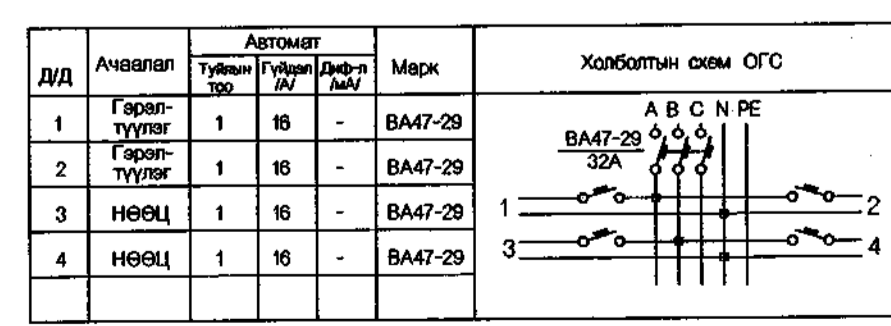 Д/Д Ачаалал Автомат Марк Холболтын схем ОГС
Туйлын тоо Гүйдэл /А/ Диф-л /мА/
1 Гэрэл-түүлэг 1 16 - ВА47-29
2 Гэрэл-түүлэг 1 16 - ВА47-29
3 НӨӨЦ 1 16 - ВА47-29
4 НӨӨЦ 1 16 - ВА47-29
A B C N PE
ВА47-29
32А
1 2
3 4